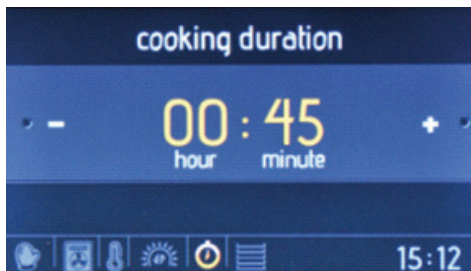 cooking duration
- 00 : 45 +
hour minute
15:12